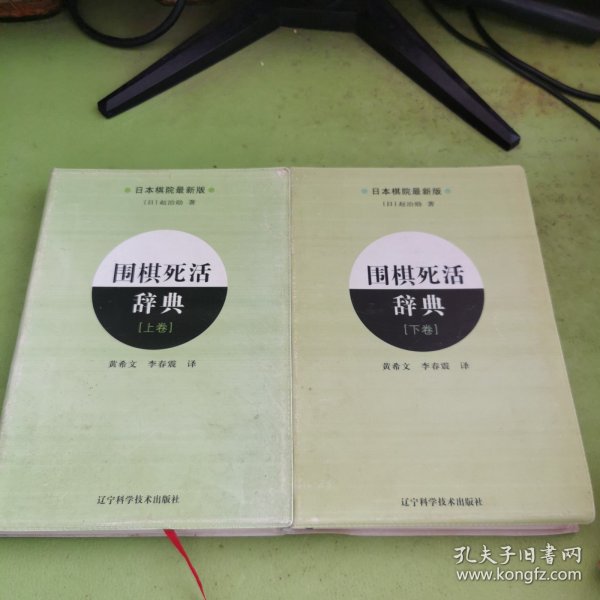 日本棋院最新版
[日]赵治勋 著
围棋死活
辞典
[上卷]
黄希文 李春震 译
辽宁科学技术出版社
日本棋院最新版
[日]赵治勋 著
围棋死活
辞典
[下卷]
黄希文 李春震 译
辽宁科学技术出版社
孔夫子旧书网
www.kongfz.com